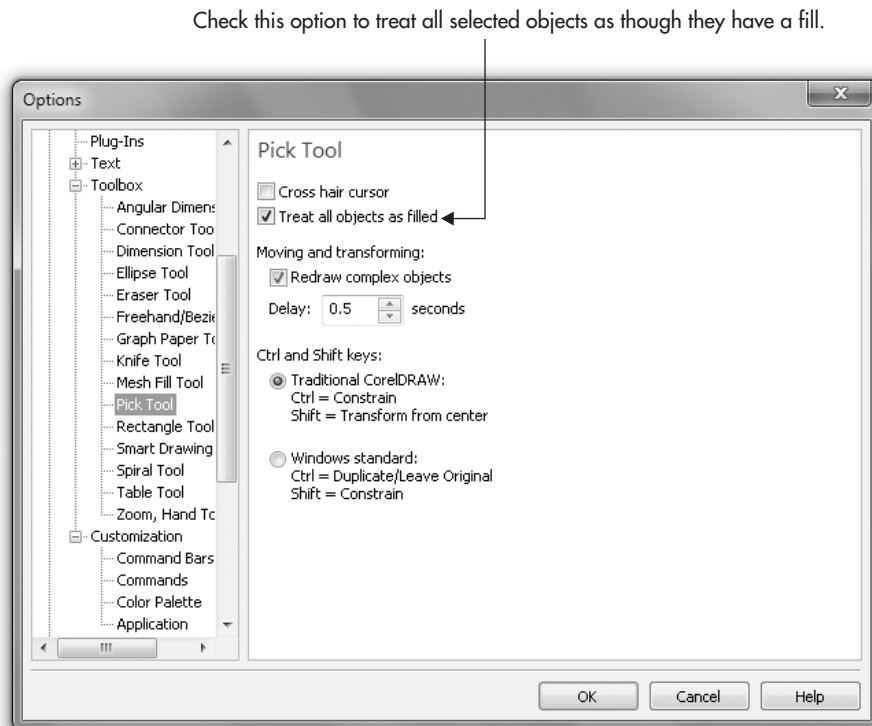 Check this option to treat all selected objects as though they have a fill.
Options
Plug-Ins
Text
Toolbox
Angular Dimens
Connector Too
Dimension Tool
Ellipse Tool
Eraser Tool
Freehand/Bezie
Graph Paper To
Knife Tool
Mesh Fill Tool
Pick Tool
Rectangle Tool
Smart Drawing
Spiral Tool
Table Tool
Zoom, Hand To
Customization
Command Bars
Commands
Color Palette
Application
Pick Tool
Cross hair cursor
Treat all objects as filled
Moving and transforming:
Redraw complex objects
Delay: 0.5 seconds
Ctrl and Shift keys:
Traditional CorelDRAW:
Ctrl = Constrain
Shift = Transform from center
Windows standard:
Ctrl = Duplicate/Leave Original
Shift = Constrain
OK Cancel Help